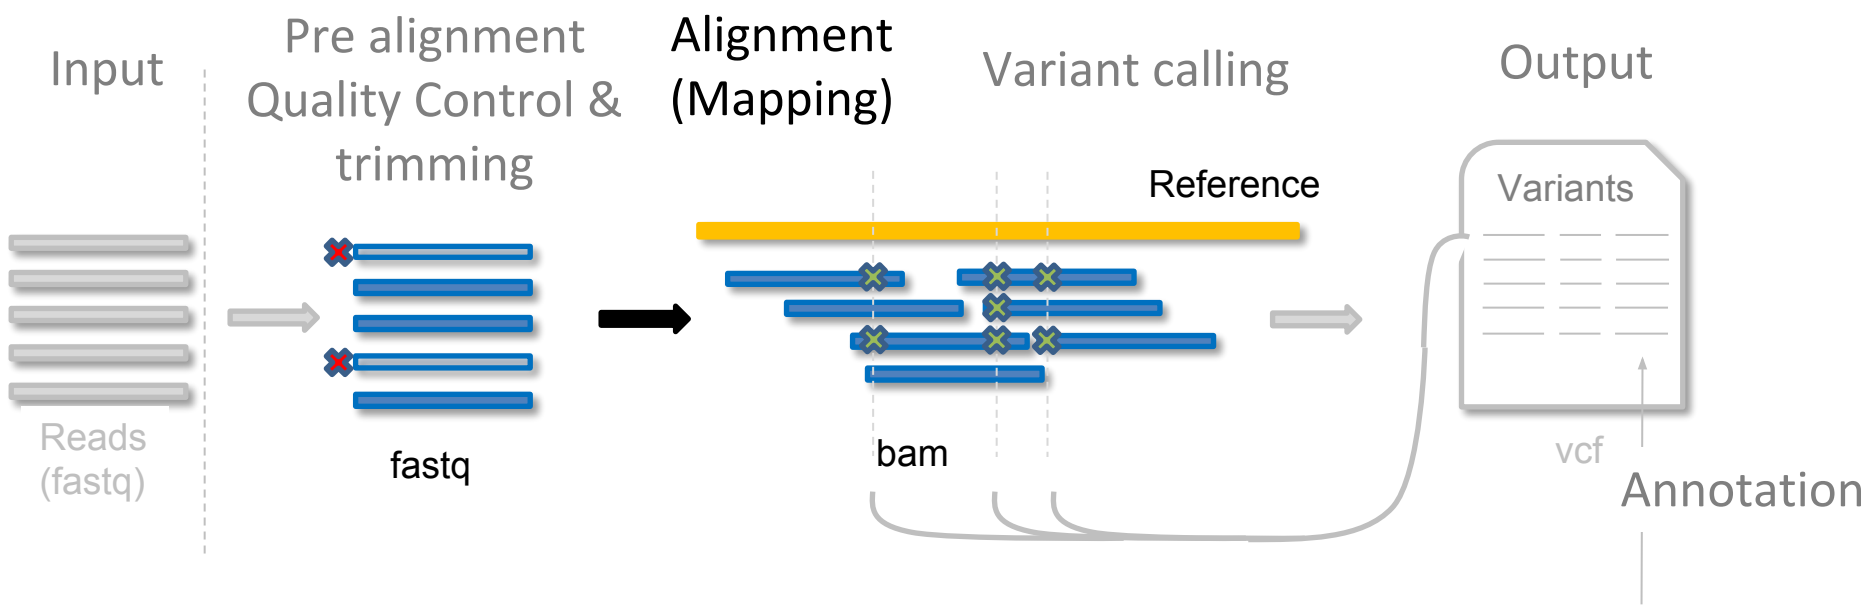 Input
Pre alignment
Quality Control &
trimming
Alignment
(Mapping)
Variant calling
Output
Reference
Variants
Reads
(fastq)
fastq
bam
vcf
Annotation